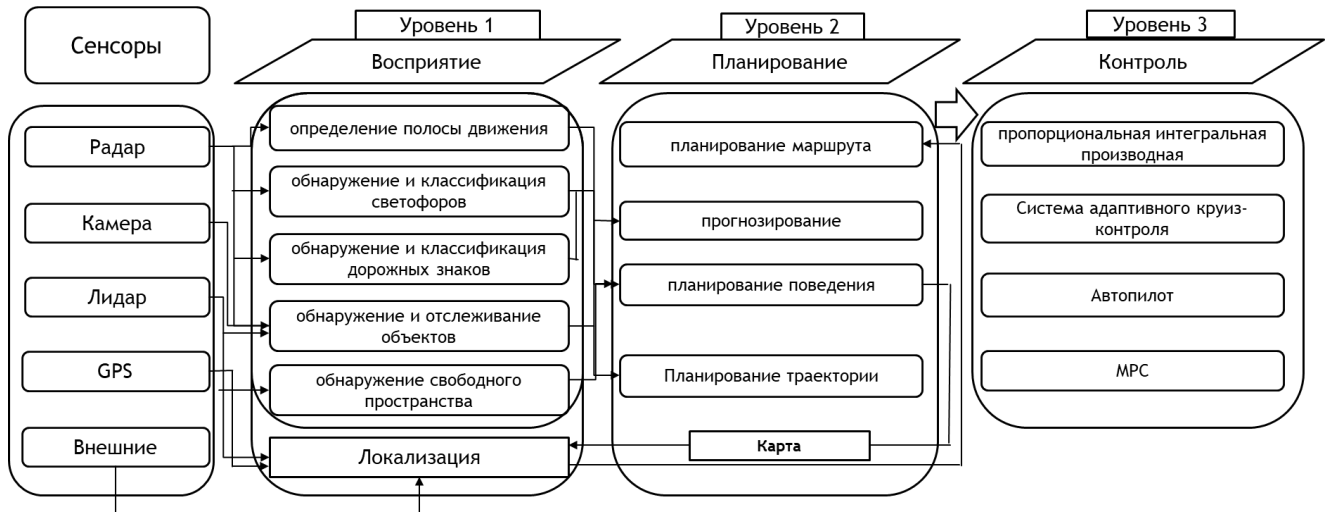 Сенсоры
Радар
Камера
Лидар
GPS
Внешние
Уровень 1
Восприятие
определение полосы движения
обнаружение и классификация
светофоров
обнаружение и классификация
дорожных знаков
обнаружение и отслеживание
объектов
обнаружение свободного
пространства
Локализация
Уровень 2
Планирование
планирование маршрута
прогнозирование
планирование поведения
Планирование траектории
Карта
Уровень 3
Контроль
пропорциональная интегральная
производная
Система адаптивного круиз-
контроля
Автопилот
МРС